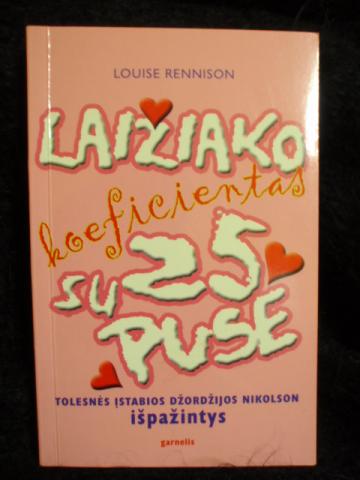 LOUISE RENNISON
LAIŽIAKO
koeficientas
SU 25
PUSE
TOLESNĖS ĮSTABIOS DŽORDŽIJOS NIKOLSON
išpažintys
garnelis